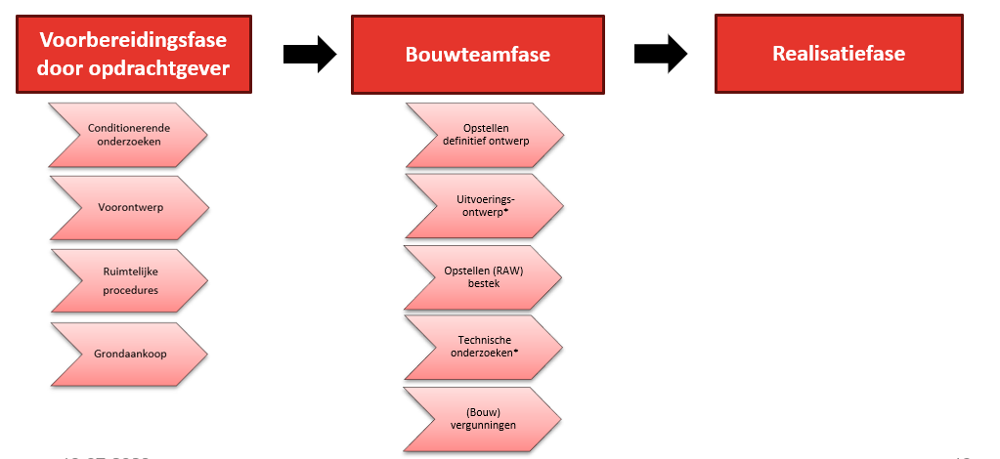 Voorbereidingsfase
door opdrachtgever
Bouwteamfase
Realisatiefase
Conditionerende
onderzoeken
Voorontwerp
Ruimtelijke
procedures
Grondaankoop
Opstellen
definitief ontwerp
Uitvoerings-
ontwerp*
Opstellen (RAW)
bestek
Technische
onderzoeken*
(Bouw)
vergunningen